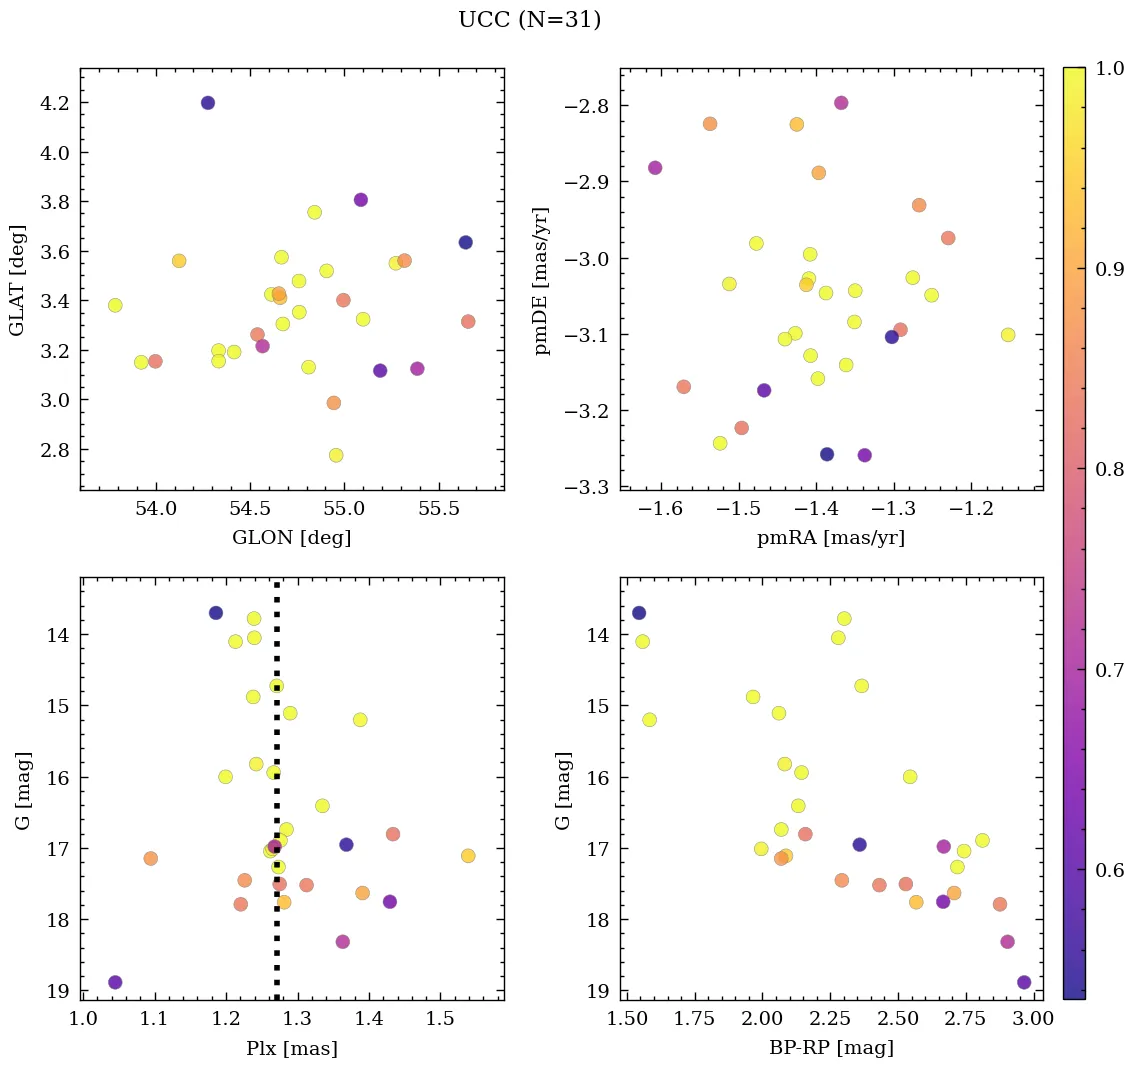 UCC (N=31)
4.2
4.0
3.8
3.6
3.4
3.2
3.0
2.8
GLAT [deg]
54.0 54.5 55.0 55.5
GLON [deg]
−2.8
−2.9
−3.0
−3.1
−3.2
−3.3
pmDE [mas/yr]
−1.6 −1.5 −1.4 −1.3 −1.2
pmRA [mas/yr]
14
15
16
17
18
19
G [mag]
1.0 1.1 1.2 1.3 1.4 1.5
Plx [mas]
14
15
16
17
18
19
G [mag]
1.50 1.75 2.00 2.25 2.50 2.75 3.00
BP-RP [mag]
1.0
0.9
0.8
0.7
0.6